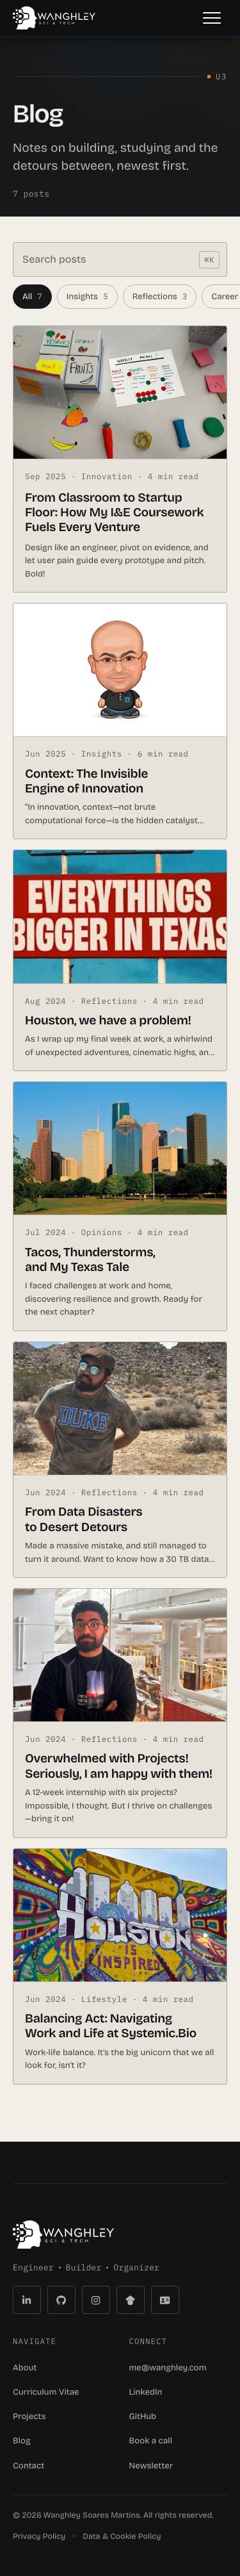 WANGHLEY
SCI & TECH
U3
Blog
Notes on building, studying and the
detours between, newest first.
7 posts
Search posts
⌘K
All 7
Insights 5
Reflections 3
Career
FRUITS
Sep 2025 · Innovation · 4 min read
From Classroom to Startup
Floor: How My I&E Coursework
Fuels Every Venture
Design like an engineer, pivot on evidence, and
let user pain guide every prototype and pitch.
Bold!
Jun 2025 · Insights · 6 min read
Context: The Invisible
Engine of Innovation
"In innovation, context—not brute
computational force—is the hidden catalyst...
EVERYTHINGS
BIGGER IN TEXAS
Aug 2024 · Reflections · 4 min read
Houston, we have a problem!
As I wrap up my final week at work, a whirlwind
of unexpected adventures, cinematic highs, an...
Jul 2024 · Opinions · 4 min read
Tacos, Thunderstorms,
and My Texas Tale
I faced challenges at work and home,
discovering resilience and growth. Ready for
the next chapter?
DUKE
Jun 2024 · Reflections · 4 min read
From Data Disasters
to Desert Detours
Made a massive mistake, and still managed to
turn it around. Want to know how a 30 TB data...
Jun 2024 · Reflections · 4 min read
Overwhelmed with Projects!
Seriously, I am happy with them!
A 12-week internship with six projects?
Impossible, I thought. But I thrive on challenges
—bring it on!
HOUSTON
IS
INSPIRED
Jun 2024 · Lifestyle · 4 min read
Balancing Act: Navigating
Work and Life at Systemic.Bio
Work-life balance. It's the big unicorn that we all
look for, isn't it?
WANGHLEY
SCI & TECH
Engineer • Builder • Organizer
NAVIGATE
About
Curriculum Vitae
Projects
Blog
Contact
CONNECT
me@wanghley.com
LinkedIn
GitHub
Book a call
Newsletter
© 2026 Wanghley Soares Martins. All rights reserved.
Privacy Policy · Data & Cookie Policy